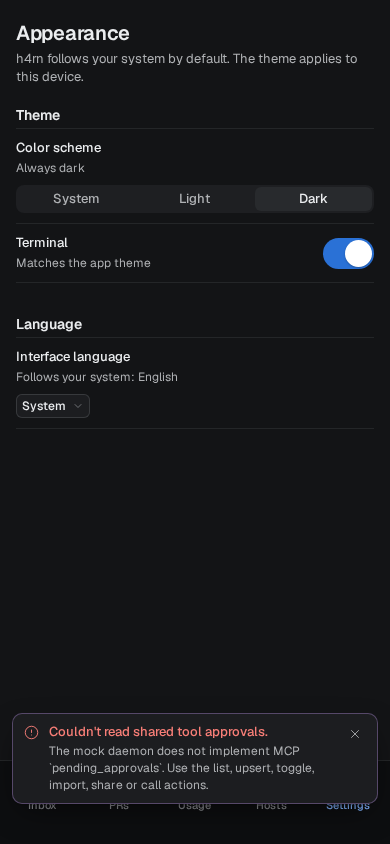 Appearance
h4rn follows your system by default. The theme applies to
this device.
Theme
Color scheme
Always dark
System
Light
Dark
Terminal
Matches the app theme
Language
Interface language
Follows your system: English
System
Couldn't read shared tool approvals.
The mock daemon does not implement MCP
`pending_approvals`. Use the list, upsert, toggle,
import, share or call actions.
Inbox
PRs
Usage
Hosts
Settings